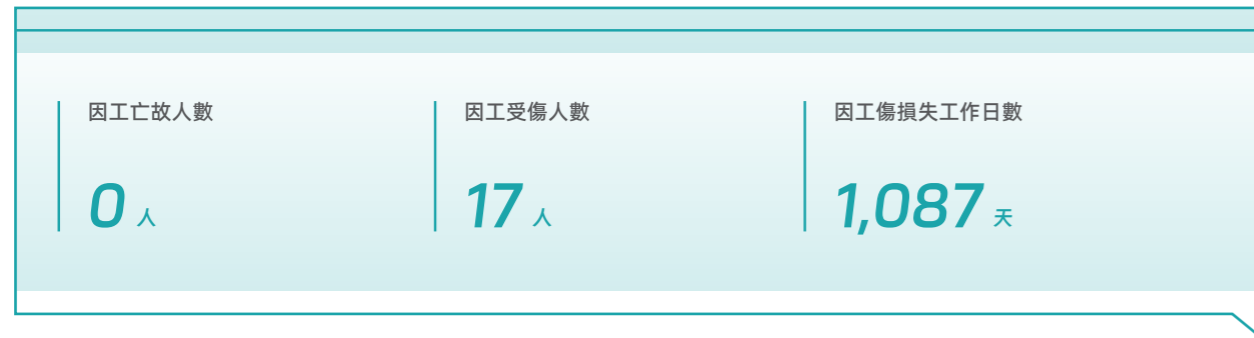 因工亡故人數
0 人
因工受傷人數
17 人
因工傷損失工作日數
1,087 天